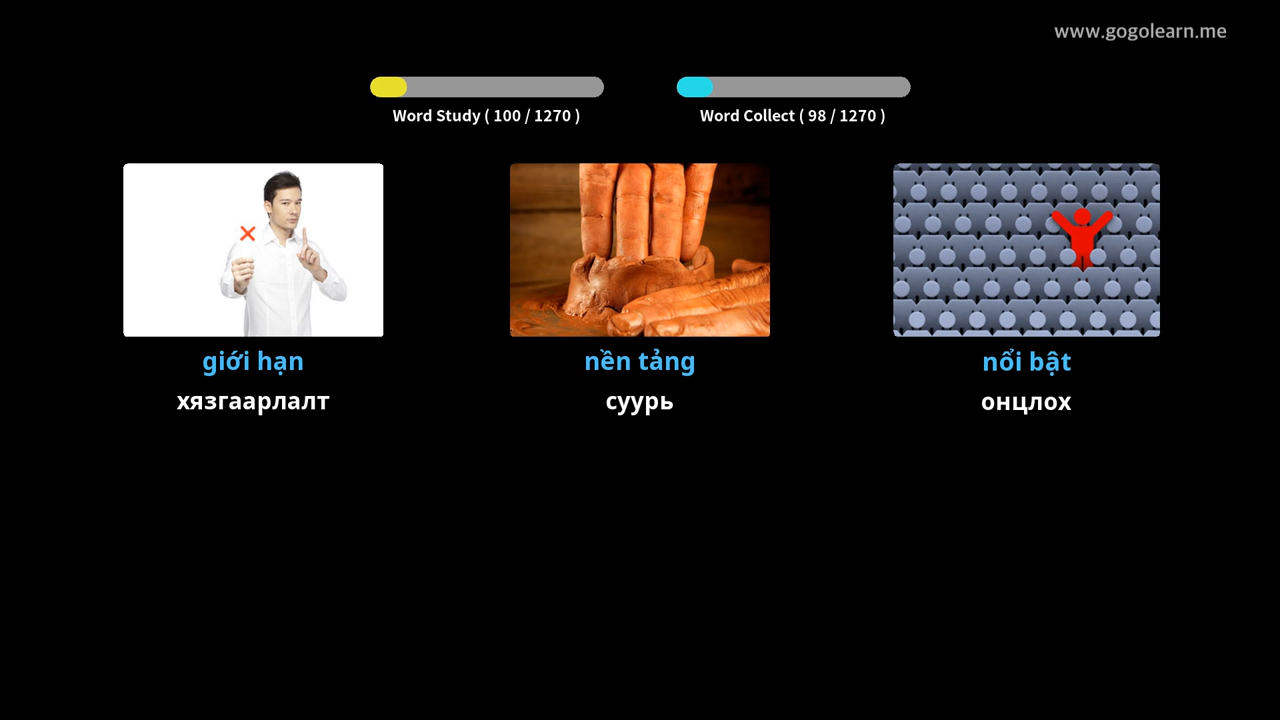 www.gogolearn.me
Word Study ( 100 / 1270 )
Word Collect ( 98 / 1270 )
giới hạn
nền tảng
nổi bật
хязгаарлалт
суурь
онцлох